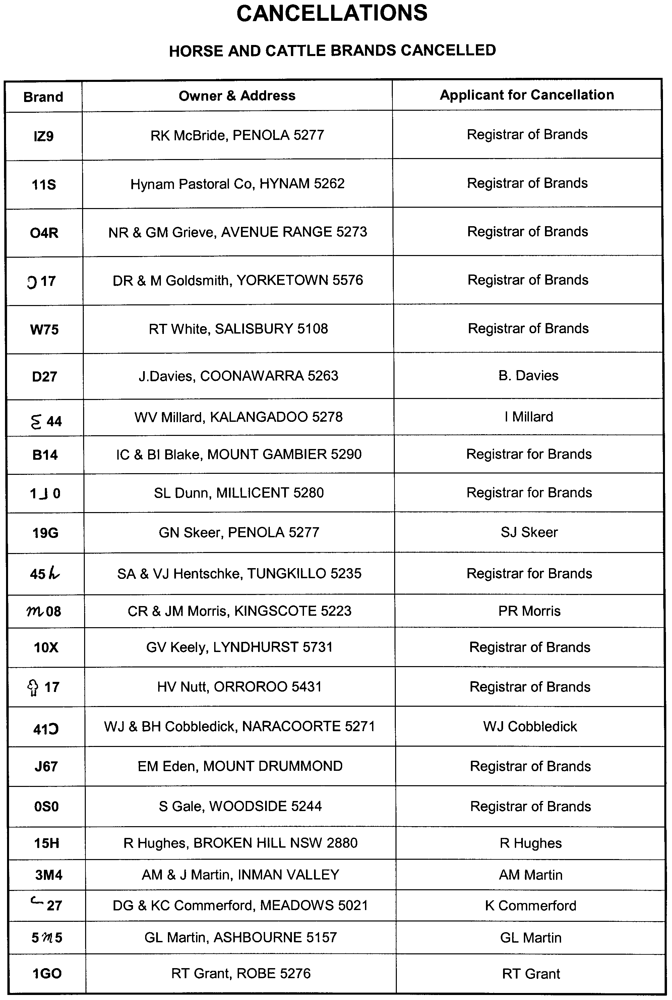 CANCELLATIONS
HORSE AND CATTLE BRANDS CANCELLED
Brand Owner & Address Applicant for Cancellation
IZ9 RK McBride, PENOLA 5277 Registrar of Brands
11S Hynam Pastoral Co, HYNAM 5262 Registrar of Brands
O4R NR & GM Grieve, AVENUE RANGE 5273 Registrar of Brands
17 DR & M Goldsmith, YORKETOWN 5576 Registrar of Brands
W75 RT White, SALISBURY 5108 Registrar of Brands
D27 J.Davies, COONAWARRA 5263 B. Davies
44 WV Millard, KALANGADOO 5278 I Millard
B14 IC & BI Blake, MOUNT GAMBIER 5290 Registrar for Brands
1 0 SL Dunn, MILLICENT 5280 Registrar for Brands
19G GN Skeer, PENOLA 5277 SJ Skeer
45h SA & VJ Hentschke, TUNGKILLO 5235 Registrar for Brands
m08 CR & JM Morris, KINGSCOTE 5223 PR Morris
10X GV Keely, LYNDHURST 5731 Registrar of Brands
17 HV Nutt, ORROROO 5431 Registrar of Brands
41Ɔ WJ & BH Cobbledick, NARACOORTE 5271 WJ Cobbledick
J67 EM Eden, MOUNT DRUMMOND Registrar of Brands
0S0 S Gale, WOODSIDE 5244 Registrar of Brands
15H R Hughes, BROKEN HILL NSW 2880 R Hughes
3M4 AM & J Martin, INMAN VALLEY AM Martin
27 DG & KC Commerford, MEADOWS 5021 K Commerford
5m5 GL Martin, ASHBOURNE 5157 GL Martin
1GO RT Grant, ROBE 5276 RT Grant